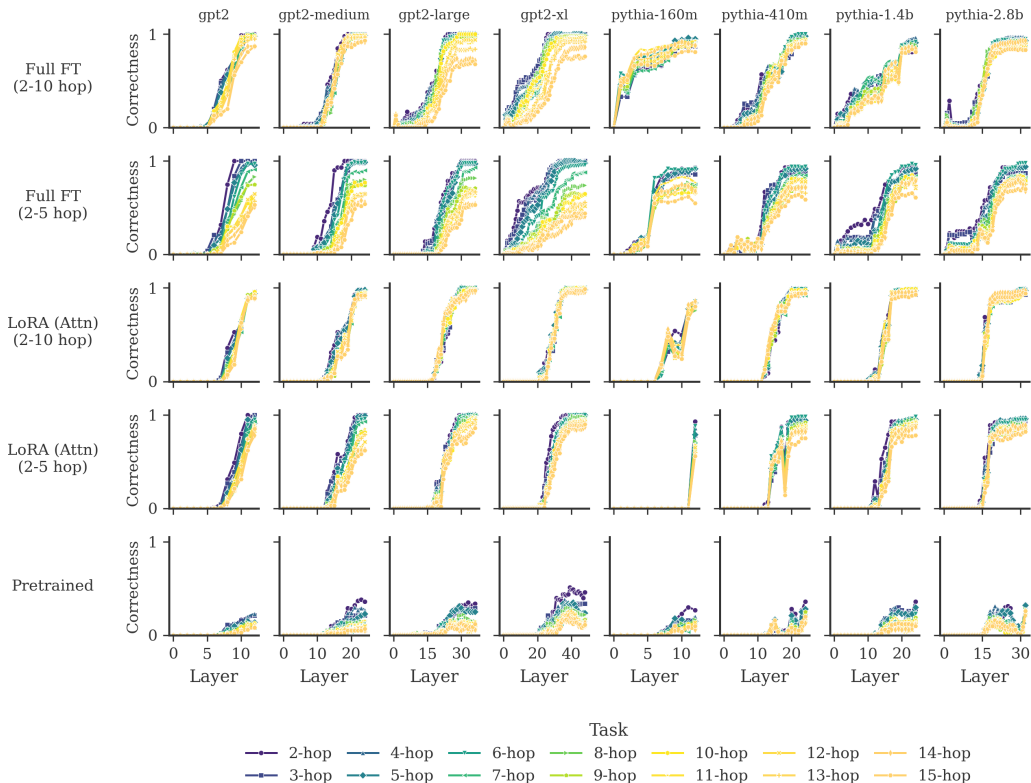 gpt2 gpt2-medium gpt2-large gpt2-xl pythia-160m pythia-410m pythia-1.4b pythia-2.8b
1
Full FT
(2-10 hop)
Correctness
0
1
Full FT
(2-5 hop)
Correctness
0
1
LoRA (Attn)
(2-10 hop)
Correctness
0
1
LoRA (Attn)
(2-5 hop)
Correctness
0
1
Pretrained
Correctness
0
0 5 10 0 10 20 0 15 30 0 20 40 0 5 10 0 10 20 0 10 20 0 15 30
Layer Layer Layer Layer Layer Layer Layer Layer
Task
2-hop 4-hop 6-hop 8-hop 10-hop 12-hop 14-hop
3-hop 5-hop 7-hop 9-hop 11-hop 13-hop 15-hop